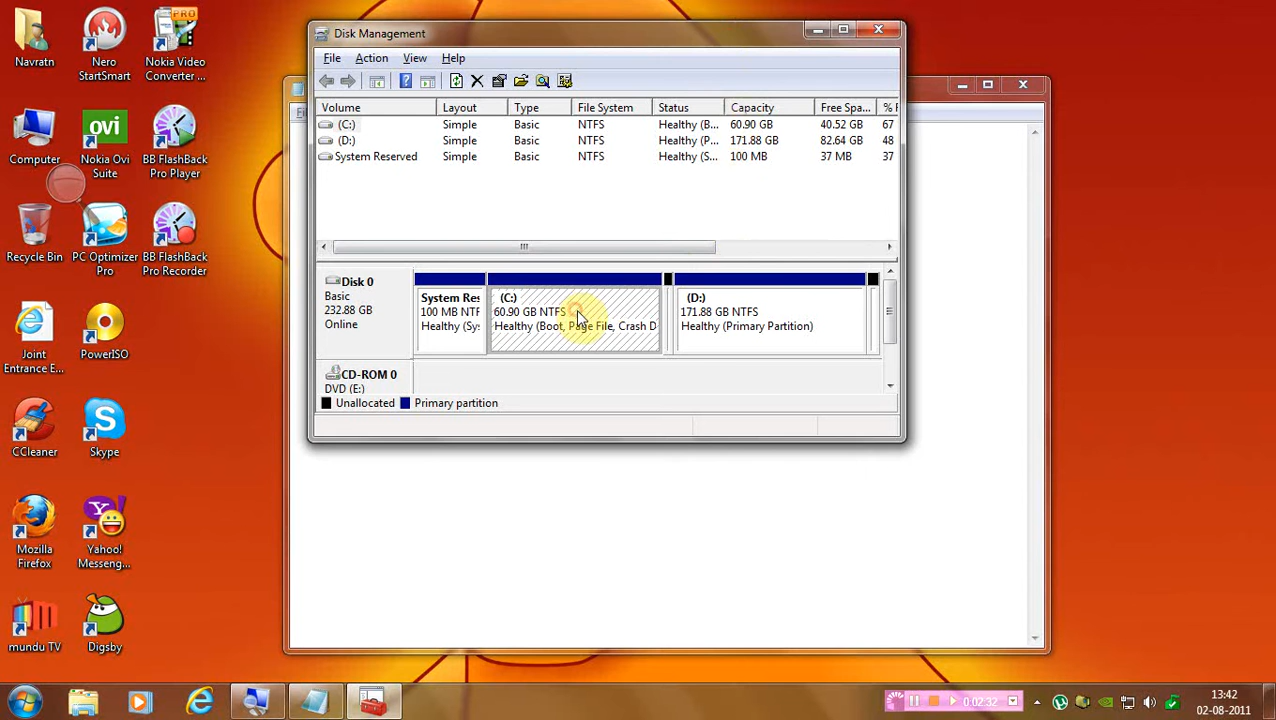 Navratn
Nero StartSmart
PRO
Nokia Video Converter ...
Computer
ovi
Nokia Ovi Suite
BB FlashBack Pro Player
Recycle Bin
PC Optimizer Pro
BB FlashBack Pro Recorder
Joint Entrance E...
PowerISO
CCleaner
Skype
Mozilla Firefox
Yahoo! Messeng...
mundu TV
Digsby
Disk Management
File Action View Help
Volume Layout Type File System Status Capacity Free Spa...
(C:) Simple Basic NTFS Healthy (B... 60.90 GB 40.52 GB 67
(D:) Simple Basic NTFS Healthy (P... 171.88 GB 82.64 GB 48
System Reserved Simple Basic NTFS Healthy (S... 100 MB 37 MB 37
Disk 0
Basic
232.88 GB
Online
System Res
100 MB NTF
Healthy (Sys
(C:)
60.90 GB NTFS
Healthy (Boot, Page File, Crash D
(D:)
171.88 GB NTFS
Healthy (Primary Partition)
CD-ROM 0
DVD (E:)
Unallocated Primary partition
0:02:32
13:42
02-08-2011